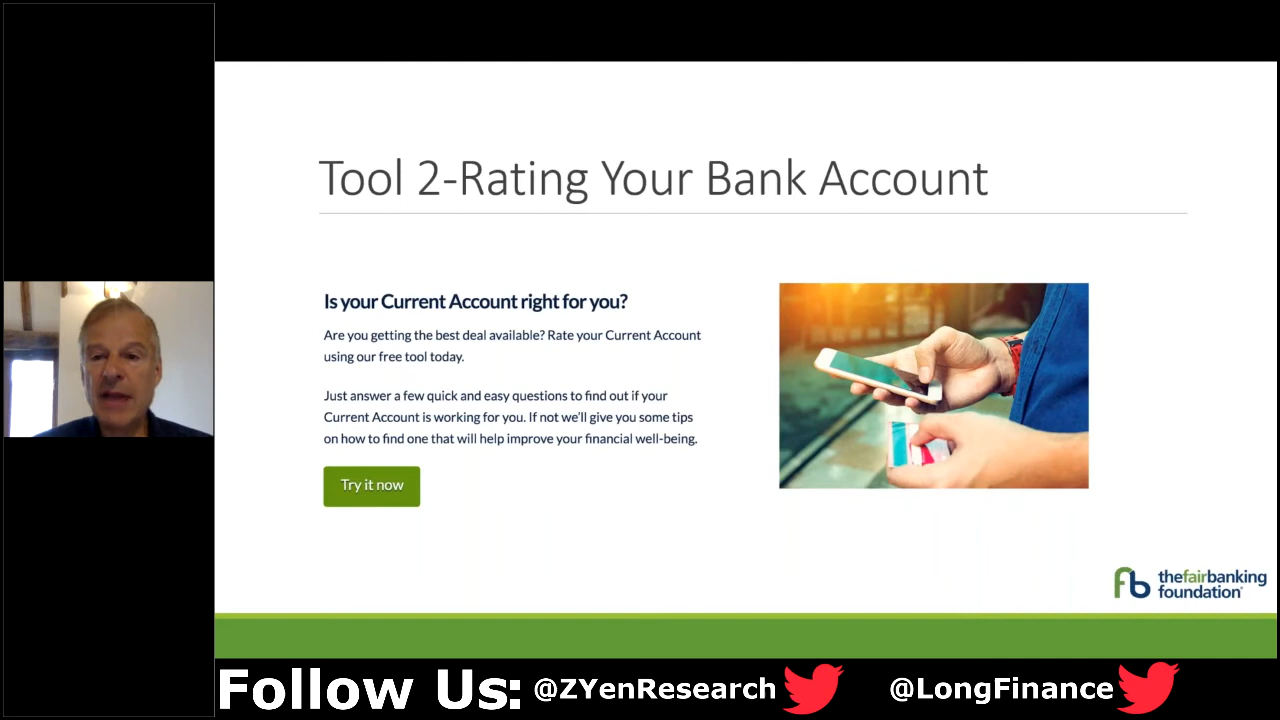 Tool 2-Rating Your Bank Account
Is your Current Account right for you?
Are you getting the best deal available? Rate your Current Account
using our free tool today.
Just answer a few quick and easy questions to find out if your
Current Account is working for you. If not we'll give you some tips
on how to find one that will help improve your financial well-being.
Try it now
fb thefairbanking
foundation
Follow Us: @ZYenResearch @LongFinance